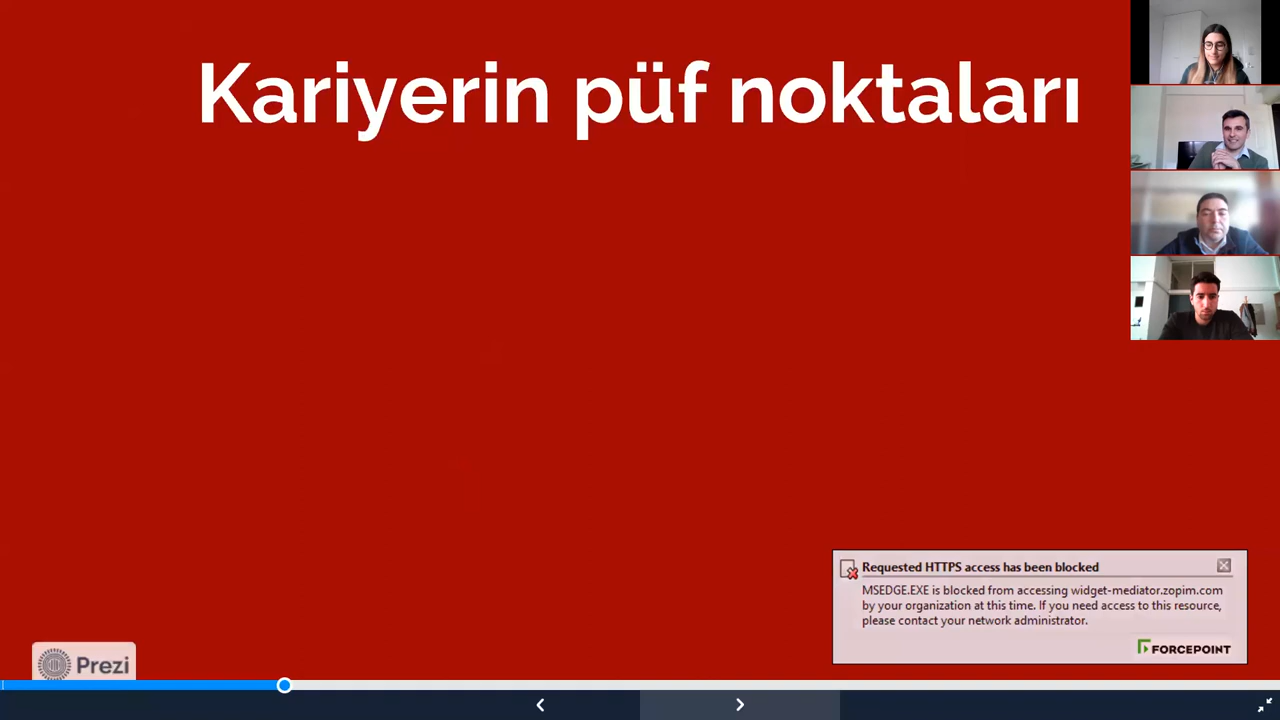 Kariyerin püf noktaları
Requested HTTPS access has been blocked
MSEDGE.EXE is blocked from accessing widget-mediator.zopim.com
by your organization at this time. If you need access to this resource,
please contact your network administrator.
FORCEPOINT
Prezi